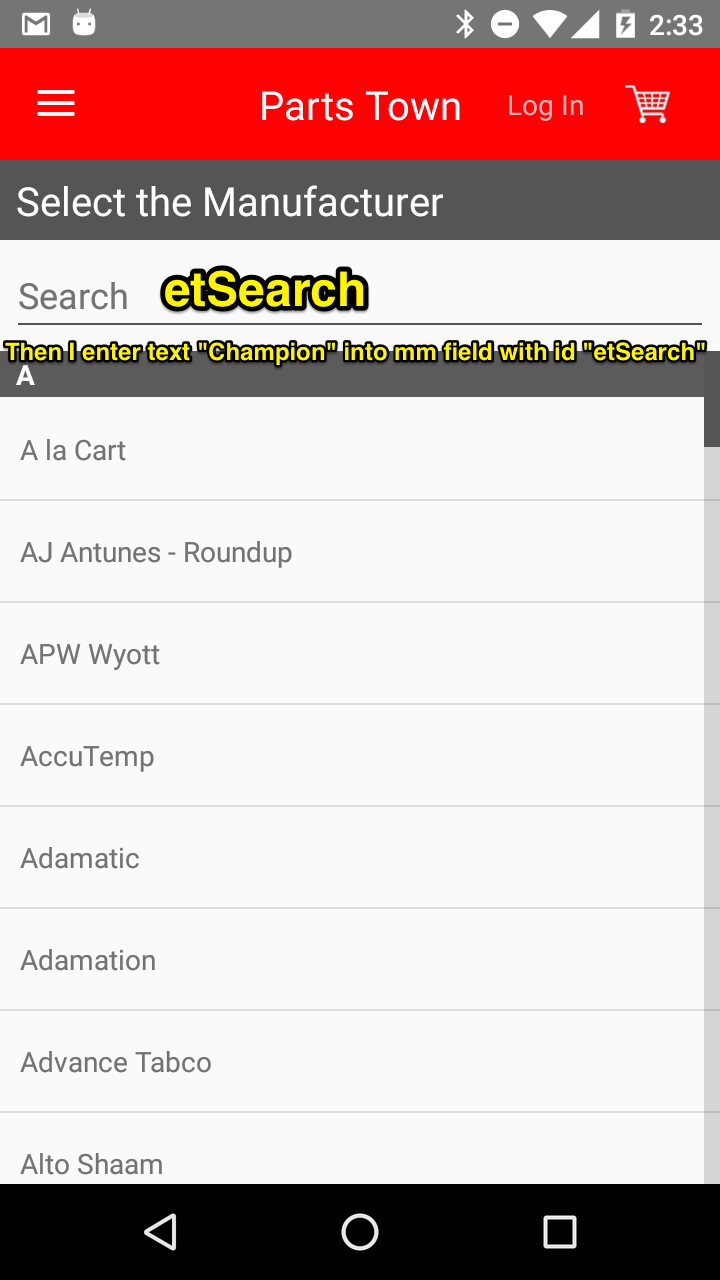 2:33
Parts Town Log In
Select the Manufacturer
Search etSearch
Then I enter text "Champion" into mm field with id "etSearch"
A
A la Cart
AJ Antunes - Roundup
APW Wyott
AccuTemp
Adamatic
Adamation
Advance Tabco
Alto Shaam